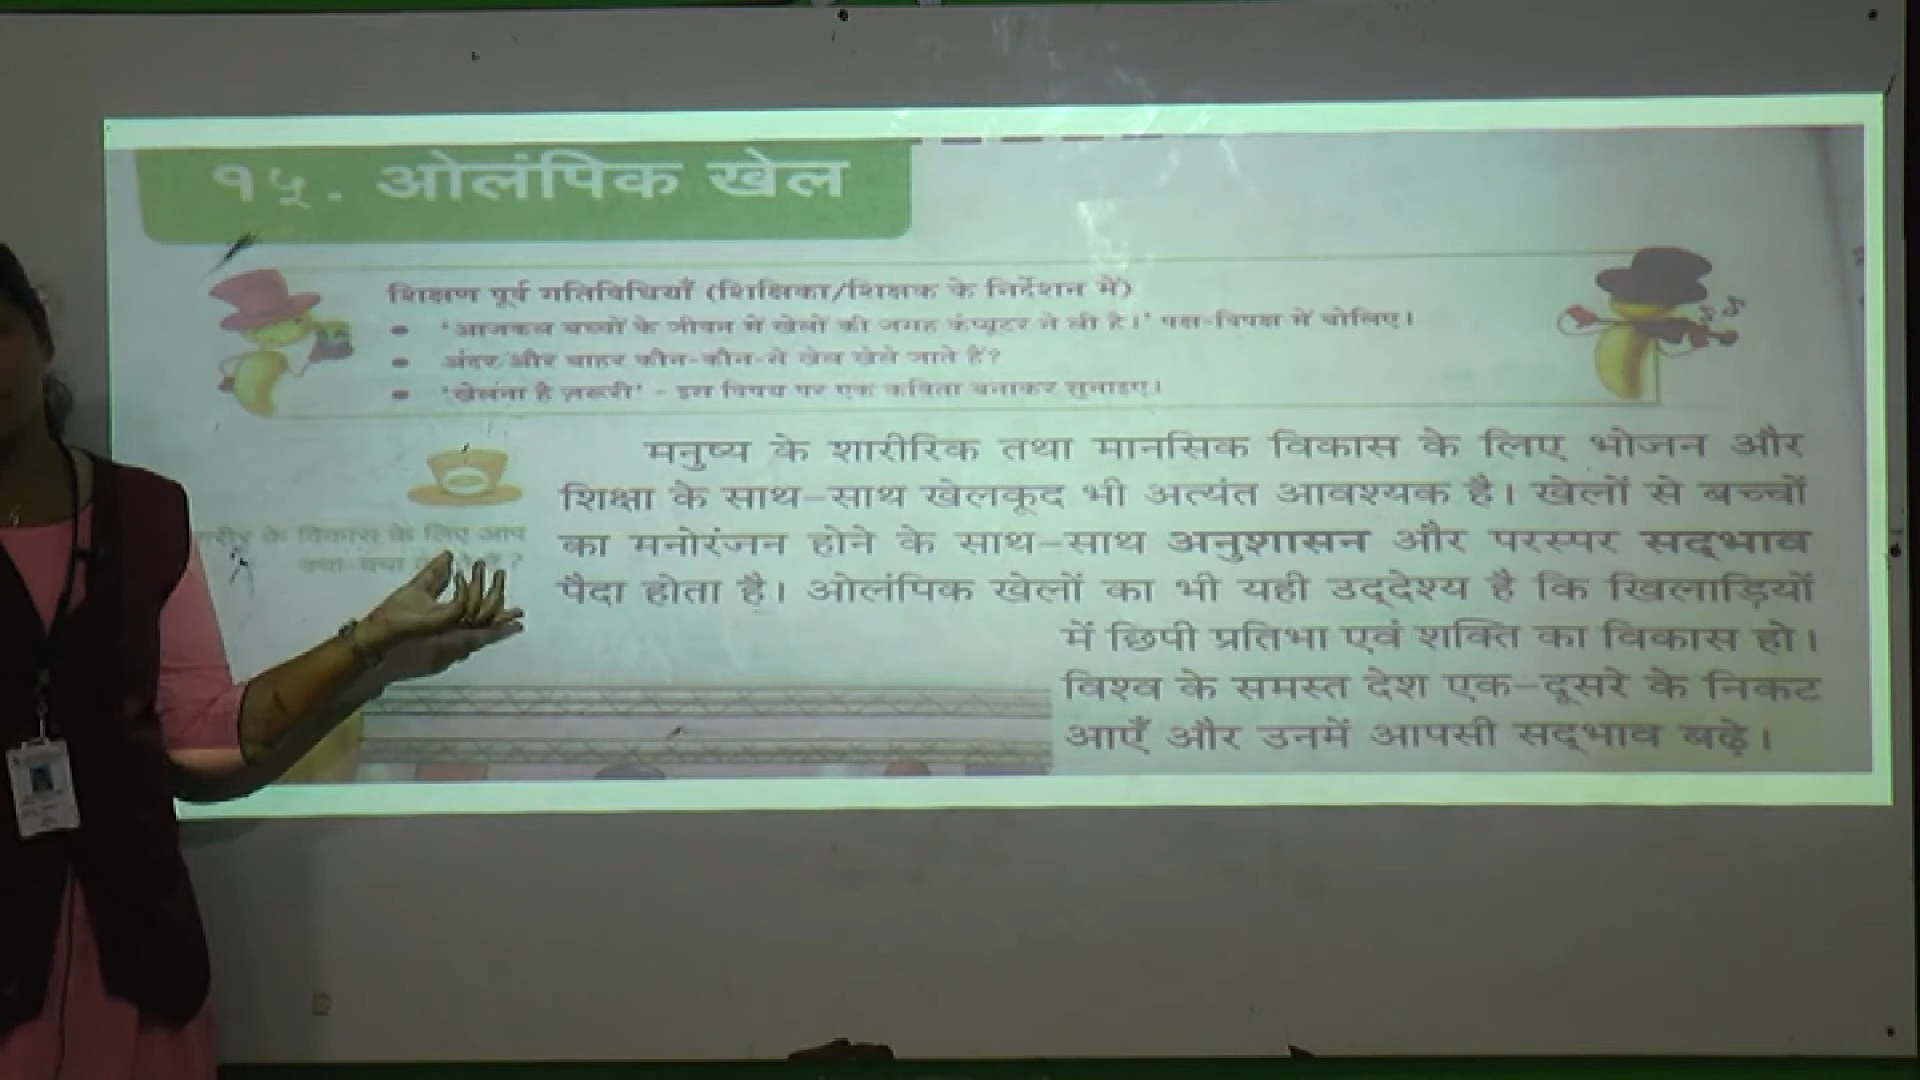 १५. ओलंपिक खेल
शिक्षण पूर्व गतिविधियाँ (शिक्षिका/शिक्षक के निर्देशन में)
• 'आजकल बच्चों के जीवन में खेलों की जगह कंप्यूटर ने ली है।' पक्ष-विपक्ष में बोलिए।
• अंदर और बाहर कौन-कौन-से खेल खेले जाते हैं?
• 'खेलना है ज़रूरी' - इस विषय पर एक कविता बनाकर सुनाइए।
के विकास के लिए आप
क्या-क्या
मनुष्य के शारीरिक तथा मानसिक विकास के लिए भोजन और
शिक्षा के साथ-साथ खेलकूद भी अत्यंत आवश्यक है। खेलों से बच्चों
का मनोरंजन होने के साथ-साथ अनुशासन और परस्पर सद्‌भाव
पैदा होता है। ओलंपिक खेलों का भी यही उद्‌देश्य है कि खिलाड़ियों
में छिपी प्रतिभा एवं शक्ति का विकास हो।
विश्व के समस्त देश एक-दूसरे के निकट
आएँ और उनमें आपसी सद्‌भाव बढ़े।